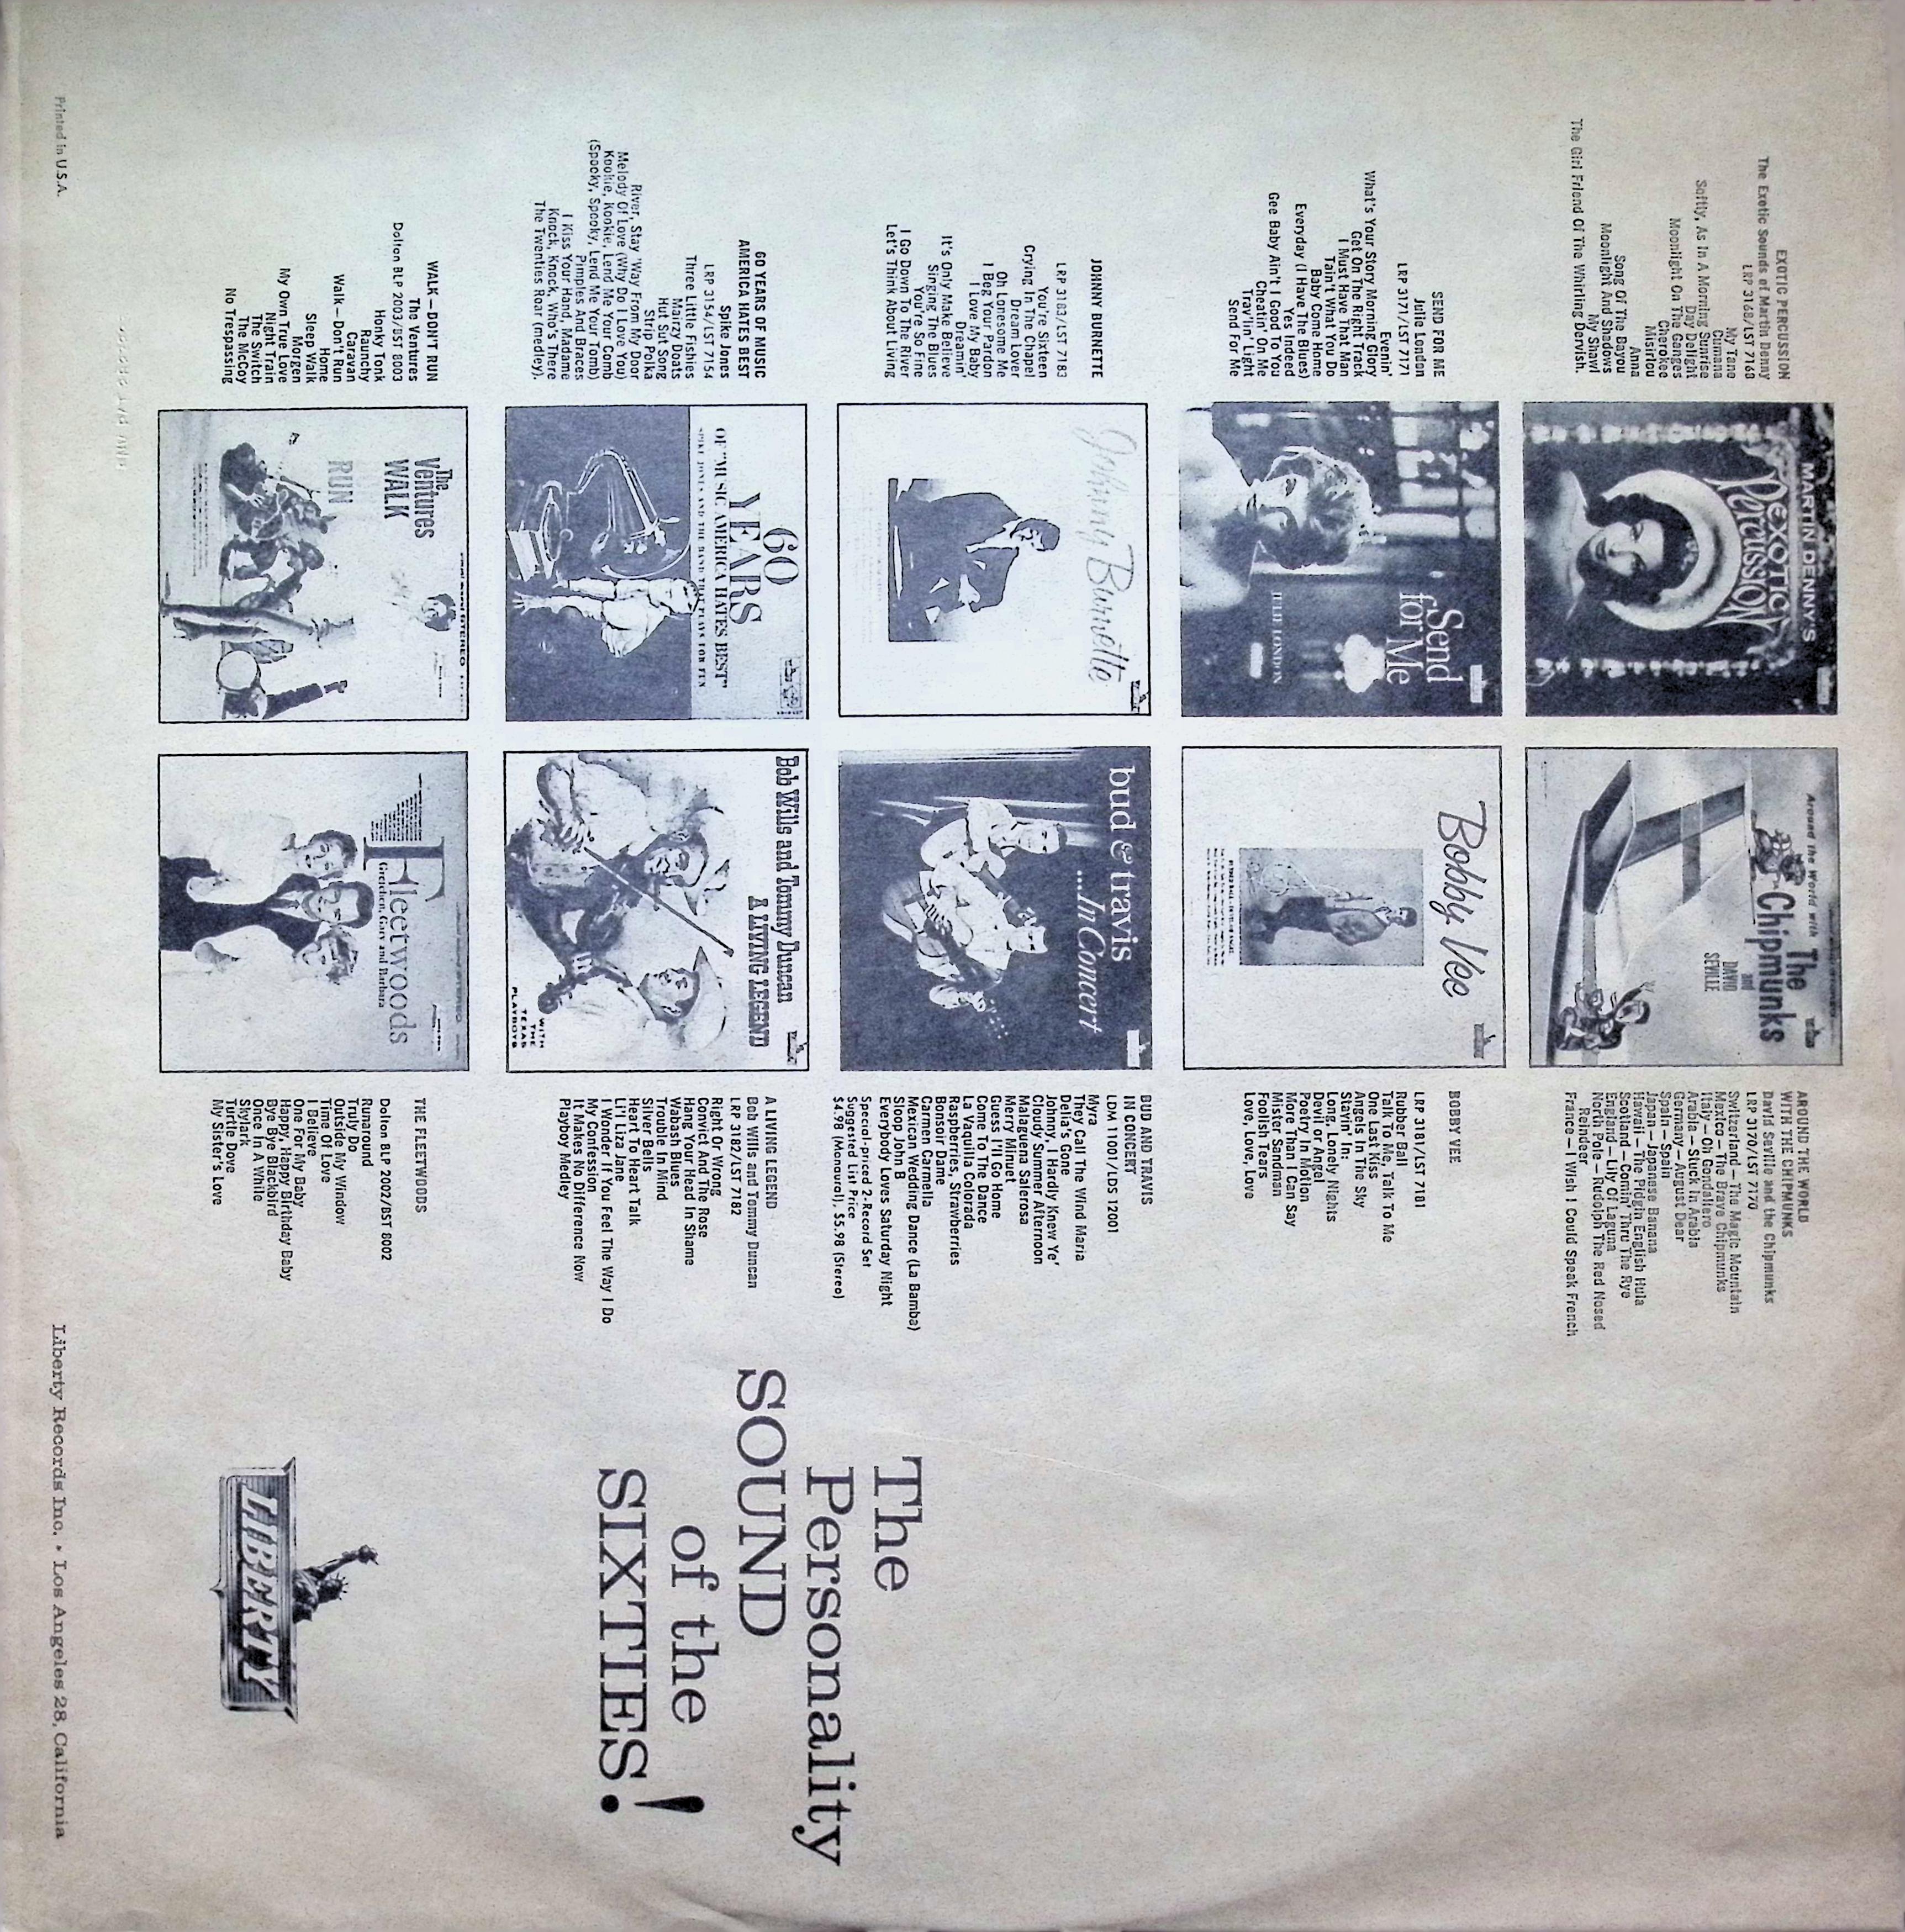 EXOTIC PERCUSSION
The Exotic Sounds of Martin Denny
LRP 3168/LST 7168
My Tane
Cumana
Softly, As In A Morning Sunrise
Day Delight
Moonlight On The Ganges
Cherokee
Misirlou
Anna
Song Of The Bayou
Moonlight And Shadows
My Shawl
The Girl Friend Of The Whirling Dervish.
MARTIN DENNY'S
EXOTIC
Percussion
Around the World with
The
Chipmunks
and
DAVID
SEVILLE
AROUND THE WORLD
WITH THE CHIPMUNKS
David Seville and the Chipmunks
LRP 3170/LST 7170
Switzerland—The Magic Mountain
Mexico—The Brave Chipmunks
Italy—Oh Gondaliero
Arabia—Stuck In Arabia
Germany—August Dear
Spain—Spain
Japan—Japanese Banana
Hawaii—The Pidgin English Hula
Scotland—Comin' Thru The Rye
England—Lily Of Laguna
North Pole—Rudolph The Red Nosed
Reindeer
France—I Wish I Could Speak French
SEND FOR ME
Julie London
LRP 3171/LST 7171
Evenin'
What's Your Story Morning Glory
Get On The Right Track
I Must Have That Man
Tain't What You Do
Baby Come Home
Everyday (I Have The Blues)
Yes Indeed
Gee Baby Ain't I Good To You
Cheatin' On Me
Trav'lin' Light
Send For Me
Send
for Me
JULIE LONDON
Bobby Vee
BOBBY VEE
LRP 3181/LST 7181
Rubber Ball
Talk To Me, Talk To Me
One Last Kiss
Angels In The Sky
Stayin' In:
Long, Lonely Nights
Devil or Angel
Poetry In Motion
More Than I Can Say
Mister Sandman
Foolish Tears
Love, Love, Love
JOHNNY BURNETTE
LRP 3183/LST 7183
You're Sixteen
Crying In The Chapel
Dream Lover
Oh Lonesome Me
I Beg Your Pardon
I Love My Baby
Dreamin'
It's Only Make Believe
Singing The Blues
You're So Fine
I Go Down To The River
Let's Think About Living
Johnny Burnette
bud & travis
...In Concert
BUD AND TRAVIS
IN CONCERT
LDM 11001/LDS 12001
Myra
They Call The Wind Maria
Delia's Gone
Johnny, I Hardly Knew Ye'
Cloudy Summer Afternoon
Malaguena Salerosa
Merry Minuet
Guess I'll Go Home
Come To The Dance
La Vaquilla Colorada
Raspberries, Strawberries
Bonsoir Dame
Carmen Carmella
Mexican Wedding Dance (La Bamba)
Sloop John B
Everybody Loves Saturday Night
Special-priced 2-Record Set
Suggested List Price
$4.98 (Monaural), $5.98 (Stereo)
60 YEARS OF MUSIC
AMERICA HATES BEST
Spike Jones
LRP 3154/LST 7154
Three Little Fishies
Mairzy Doats
Hut Sut Song
Strip Polka
River, Stay 'Way From My Door
Melody Of Love (Why Do I Love You)
Kookie, Kookie, Lend Me Your Comb
(Spooky, Spooky, Lend Me Your Tomb)
Pimples And Braces
I Kiss Your Hand, Madame
Knock, Knock, Who's There
The Twenties Roar (medley).
60
YEARS
OF "MUSIC AMERICA HATES BEST"
SPIKE JONES AND THE BAND THAT PLAYS FOR FUN
Bob Wills and Tommy Duncan
A LIVING LEGEND
WITH
THE
TEXAS
PLAYBOYS
A LIVING LEGEND
Bob Wills and Tommy Duncan
LRP 3182/LST 7182
Right Or Wrong
Convict And The Rose
Hang Your Head In Shame
Wabash Blues
Trouble In Mind
Silver Bells
Heart To Heart Talk
Li'l Liza Jane
I Wonder If You Feel The Way I Do
My Confession
It Makes No Difference Now
Playboy Medley
WALK—DON'T RUN
The Ventures
Dolton BLP 2003/BST 8003
Honky Tonk
Raunchy
Caravan
Walk—Don't Run
Home
Sleep Walk
Morgen
My Own True Love
Night Train
The Switch
The McCoy
No Trespassing
The
Ventures
WALK
RUN
Fleetwoods
Gretchen, Gary and Barbara
THE FLEETWOODS
Dolton BLP 2002/BST 8002
Runaround
Truly Do
Outside My Window
Time Of Love
I Believe
One For My Baby
Happy, Happy Birthday Baby
Bye Bye Blackbird
Once In A While
Skylark
Turtle Dove
My Sister's Love
The
Personality
SOUND
of the
SIXTIES!
LIBERTY
Printed in U.S.A.
Liberty Records Inc. • Los Angeles 28, California